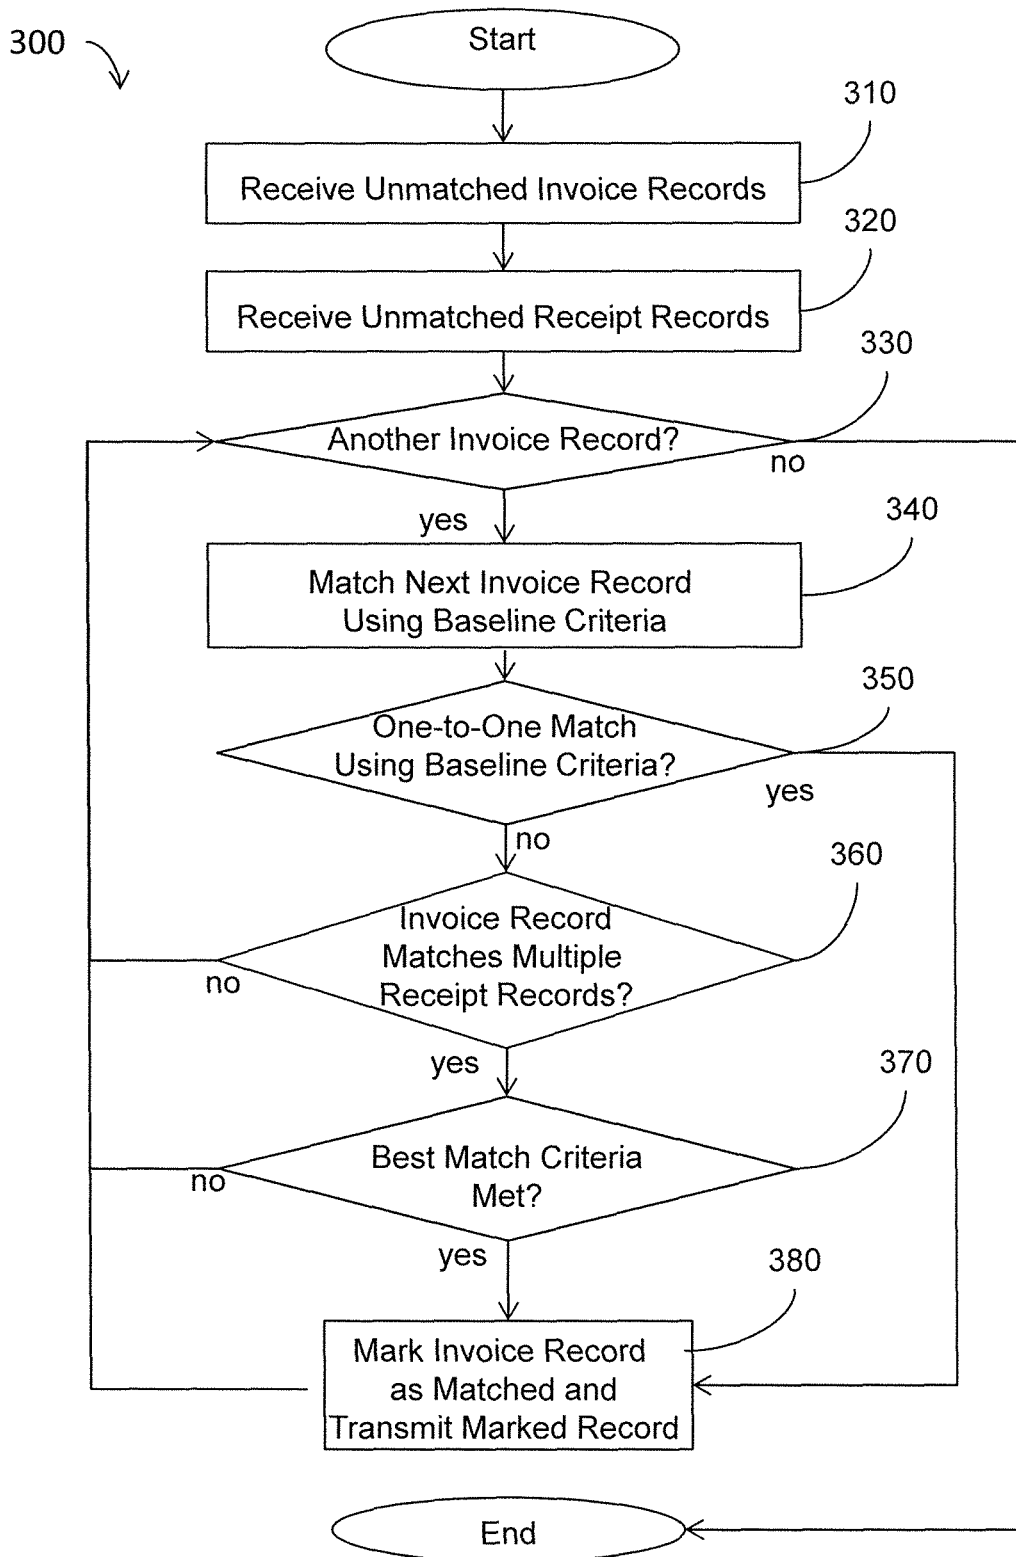 300
Start
310
Receive Unmatched Invoice Records
320
Receive Unmatched Receipt Records
330
Another Invoice Record?
no
yes
340
Match Next Invoice Record
Using Baseline Criteria
350
One-to-One Match
Using Baseline Criteria?
yes
no
360
Invoice Record
Matches Multiple
Receipt Records?
no
yes
370
Best Match Criteria
Met?
no
yes
380
Mark Invoice Record
as Matched and
Transmit Marked Record
End